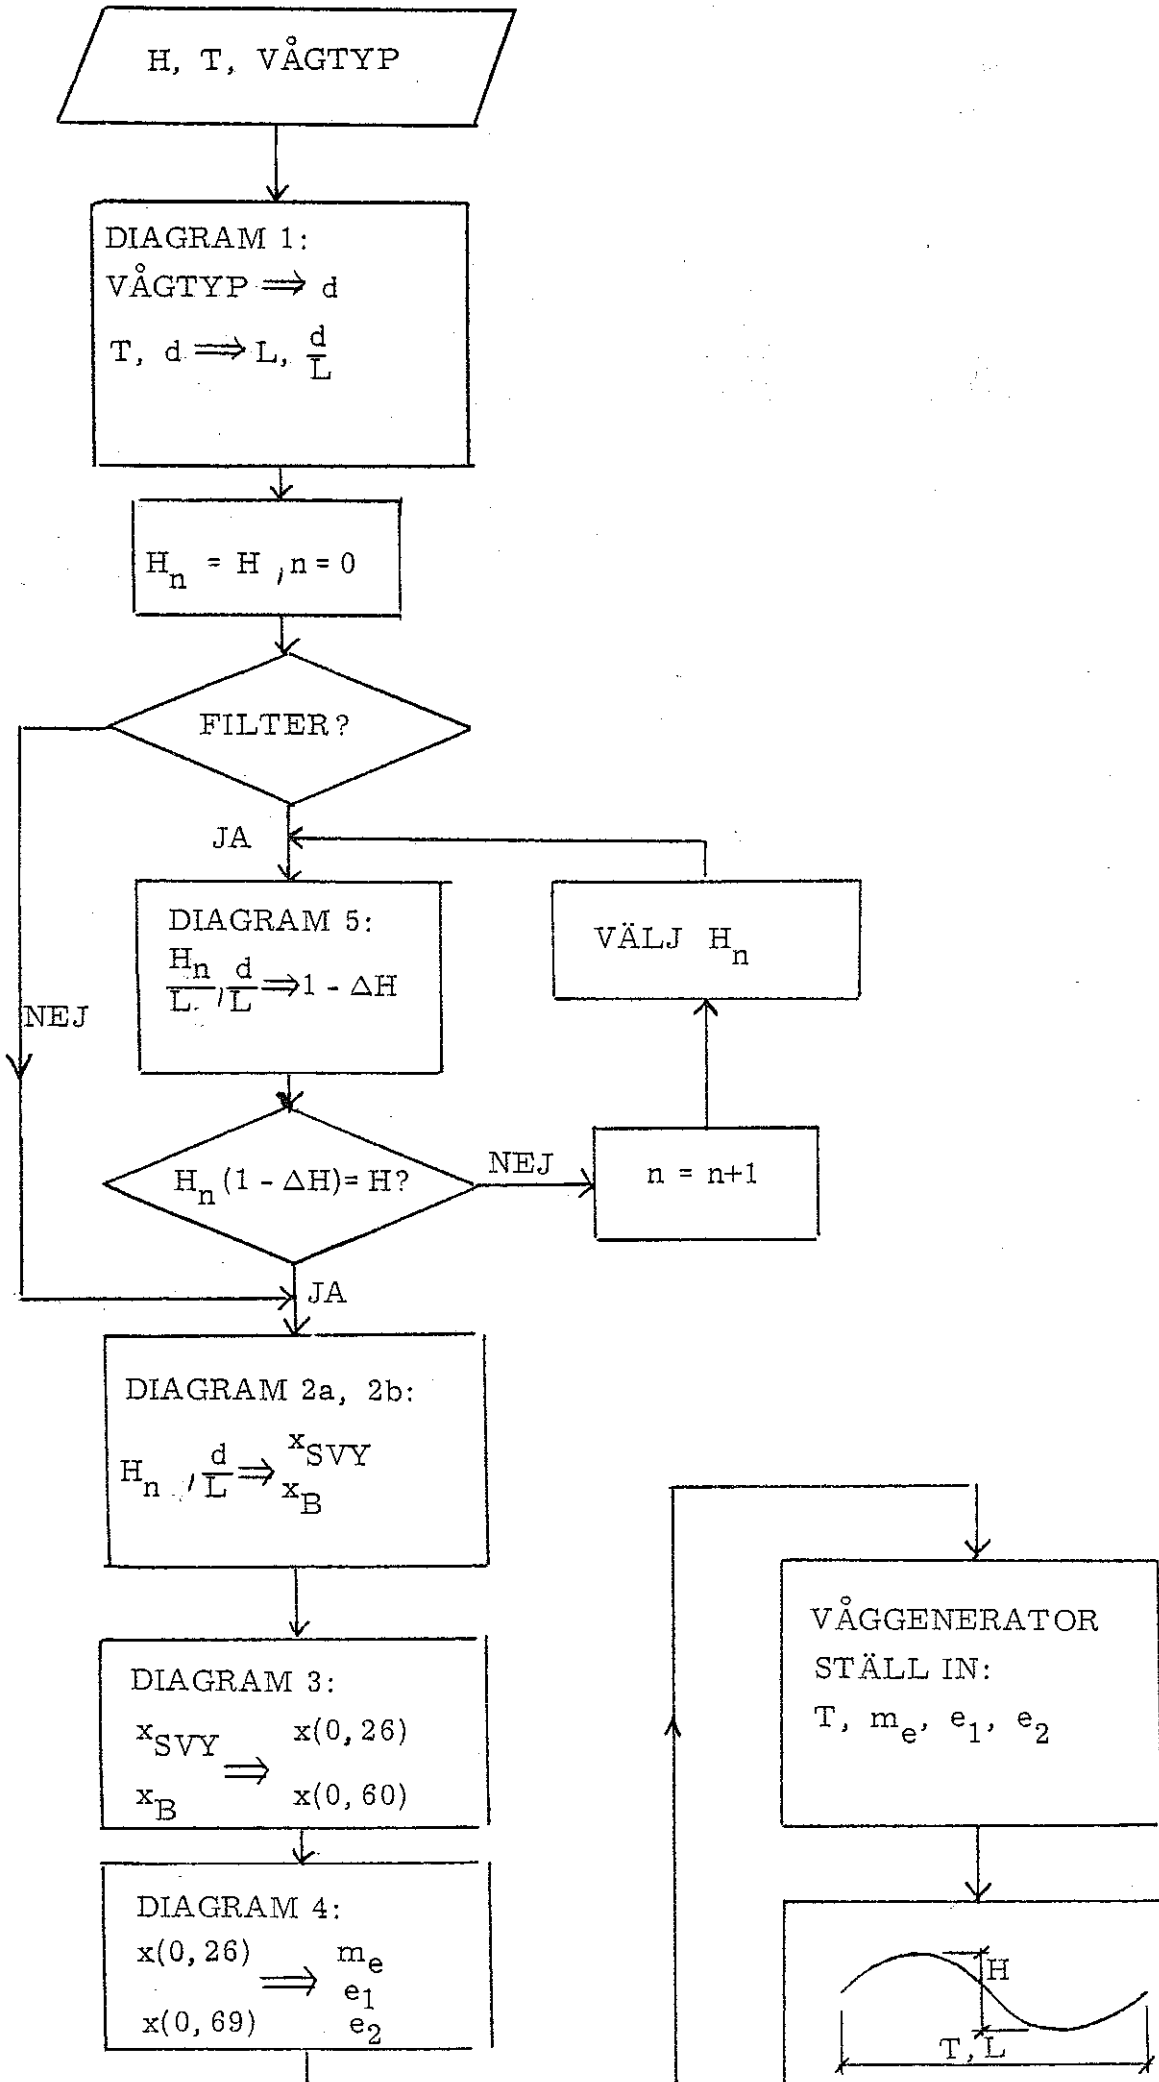 H, T, VÅGTYP
DIAGRAM 1:
VÅGTYP ⇒ d
T, d ⇒ L, d/L
Hn = H, n = 0
FILTER?
JA
NEJ
DIAGRAM 5:
Hn/L, d/L ⇒ 1 - ΔH
VÄLJ Hn
Hn (1 - ΔH) = H?
NEJ
n = n+1
JA
DIAGRAM 2a, 2b:
Hn, d/L ⇒ xSVY
xB
DIAGRAM 3:
xSVY ⇒ x(0,26)
xB x(0,60)
DIAGRAM 4:
x(0,26) ⇒ me
e1
x(0,69) e2
VÅGGENERATOR
STÄLL IN:
T, me, e1, e2
H
T, L